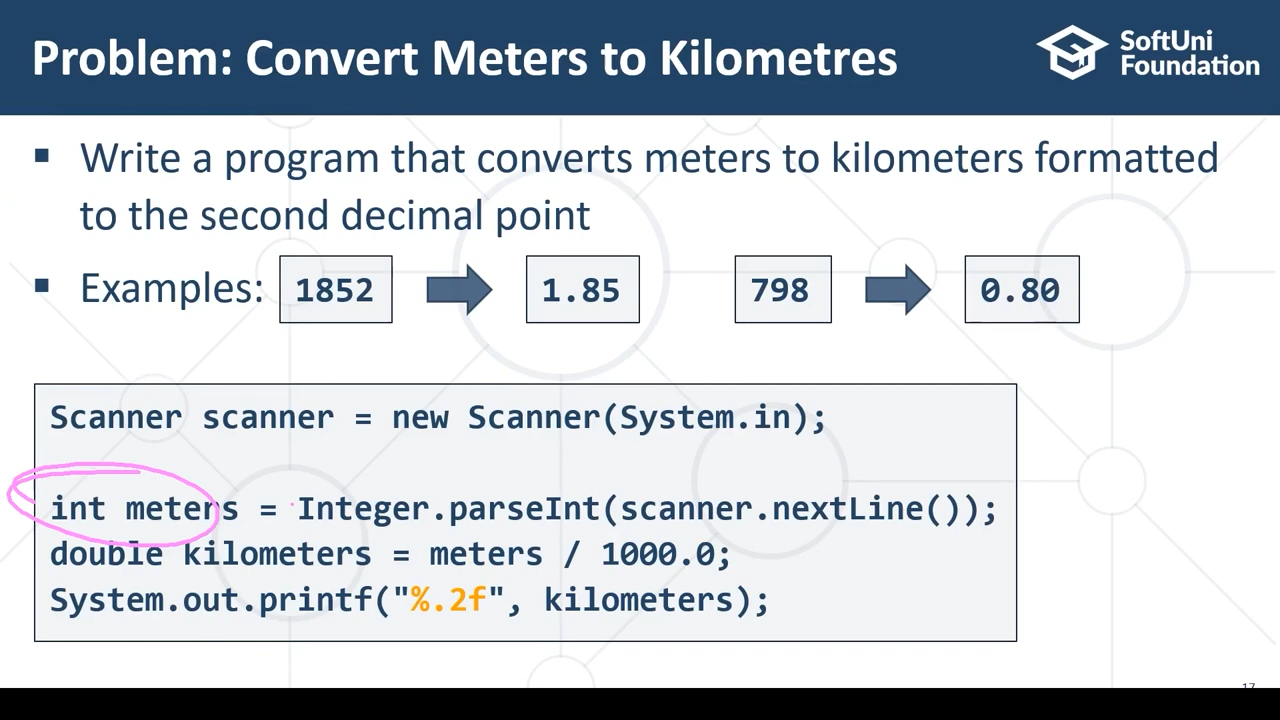 Problem: Convert Meters to Kilometres
SoftUni
Foundation
▪ Write a program that converts meters to kilometers formatted
to the second decimal point
▪ Examples: 1852 1.85 798 0.80
Scanner scanner = new Scanner(System.in);
int meters = Integer.parseInt(scanner.nextLine());
double kilometers = meters / 1000.0;
System.out.printf("%.2f", kilometers);
17